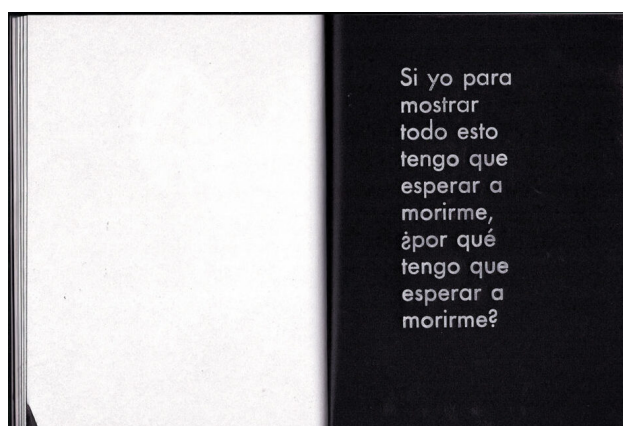 Si yo para
mostrar
todo esto
tengo que
esperar a
morirme,
¿por qué
tengo que
esperar a
morirme?